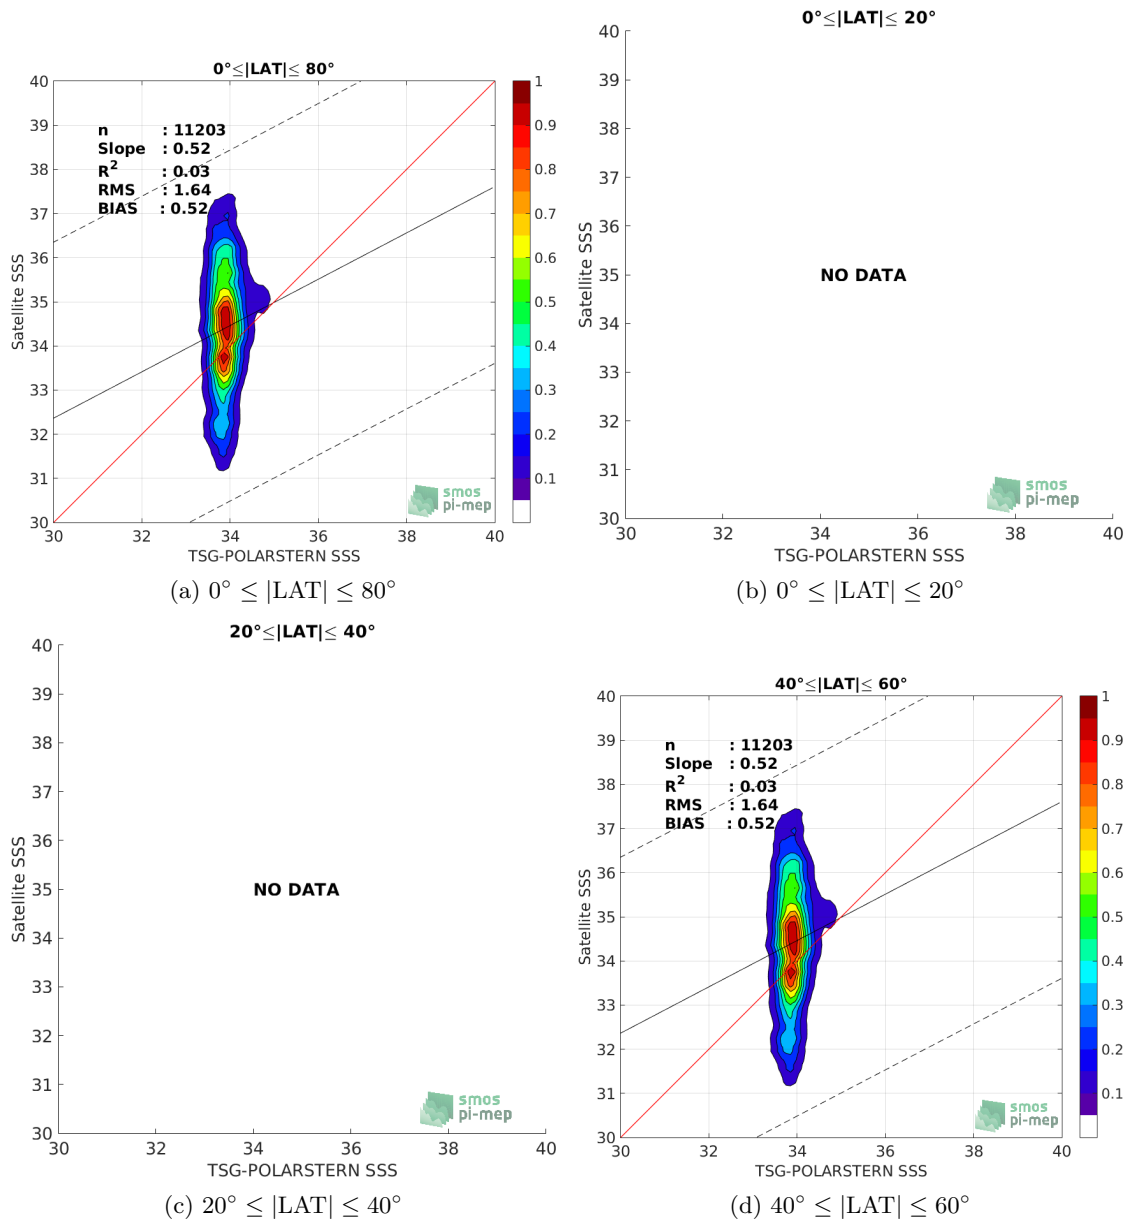 0°≤|LAT|≤ 80°
40
39
38
37
36
35
34
33
32
31
30
Satellite SSS
n : 11203
Slope : 0.52
R² : 0.03
RMS : 1.64
BIAS : 0.52
smos
pi-mep
30 32 34 36 38 40
TSG-POLARSTERN SSS
1
0.9
0.8
0.7
0.6
0.5
0.4
0.3
0.2
0.1
(a) 0° ≤ |LAT| ≤ 80°
0°≤|LAT|≤ 20°
40
39
38
37
36
35
34
33
32
31
30
Satellite SSS
NO DATA
smos
pi-mep
30 32 34 36 38 40
TSG-POLARSTERN SSS
(b) 0° ≤ |LAT| ≤ 20°
20°≤|LAT|≤ 40°
40
39
38
37
36
35
34
33
32
31
30
Satellite SSS
NO DATA
smos
pi-mep
30 32 34 36 38 40
TSG-POLARSTERN SSS
(c) 20° ≤ |LAT| ≤ 40°
40°≤|LAT|≤ 60°
40
39
38
37
36
35
34
33
32
31
30
Satellite SSS
n : 11203
Slope : 0.52
R² : 0.03
RMS : 1.64
BIAS : 0.52
smos
pi-mep
30 32 34 36 38 40
TSG-POLARSTERN SSS
1
0.9
0.8
0.7
0.6
0.5
0.4
0.3
0.2
0.1
(d) 40° ≤ |LAT| ≤ 60°